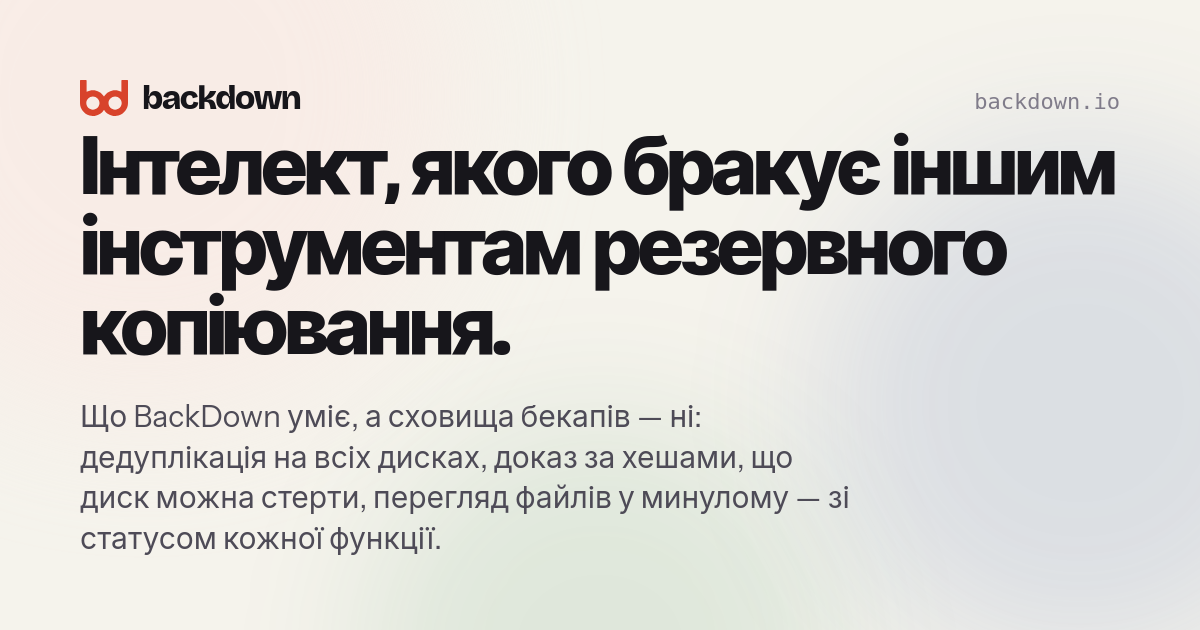 backdown
backdown.io
Інтелект, якого бракує іншим
інструментам резервного
копіювання.
Що BackDown уміє, а сховища бекапів — ні:
дедуплікація на всіх дисках, доказ за хешами, що
диск можна стерти, перегляд файлів у минулому — зі
статусом кожної функції.